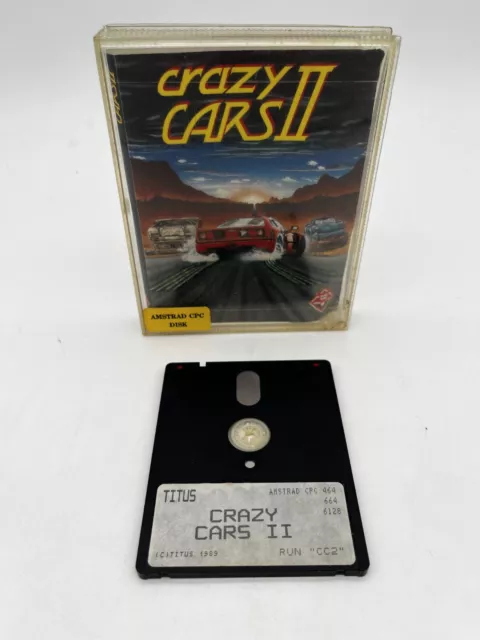 crazy
CARS II
AMSTRAD CPC
DISK
TITUS
AMSTRAD CPC 464
664
6128
CRAZY
CARS II
(C)TITUS 1989
RUN "CC2"